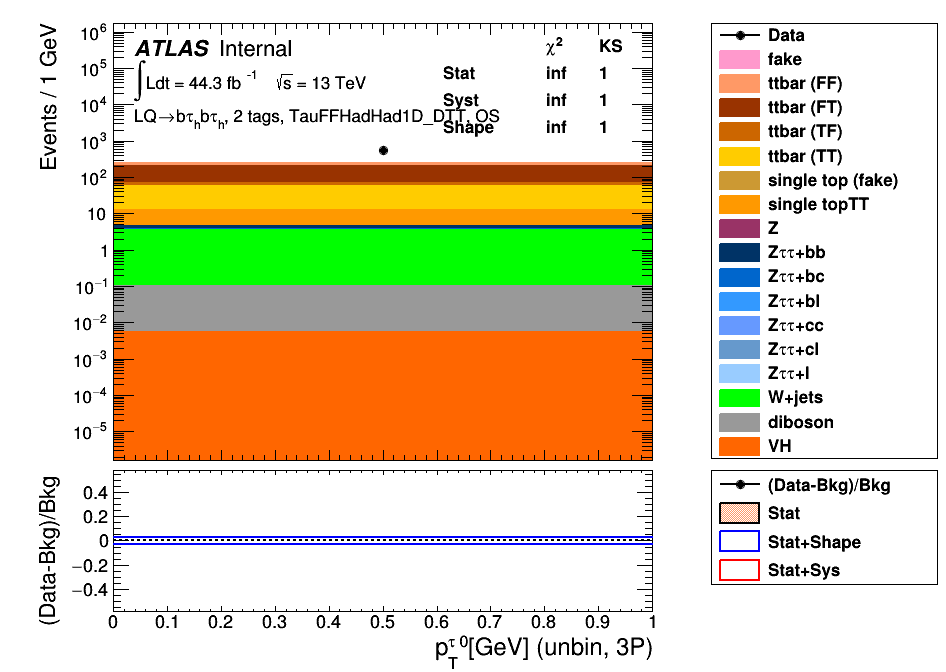 Events / 1 GeV
10⁶
10⁵
10⁴
10³
10²
10
1
10⁻¹
10⁻²
10⁻³
10⁻⁴
10⁻⁵
ATLAS Internal
∫Ldt = 44.3 fb⁻¹ √s = 13 TeV
LQ→bτₕbτₕ, 2 tags, TauFFHadHad1D_DTT, OS
χ² KS
Stat inf 1
Syst inf 1
Shape inf 1
Data
fake
ttbar (FF)
ttbar (FT)
ttbar (TF)
ttbar (TT)
single top (fake)
single topTT
Z
Zττ+bb
Zττ+bc
Zττ+bl
Zττ+cc
Zττ+cl
Zττ+l
W+jets
diboson
VH
(Data-Bkg)/Bkg
0.4
0.2
0
−0.2
−0.4
0 0.1 0.2 0.3 0.4 0.5 0.6 0.7 0.8 0.9 1
p_T^τ 0[GeV] (unbin, 3P)
(Data-Bkg)/Bkg
Stat
Stat+Shape
Stat+Sys